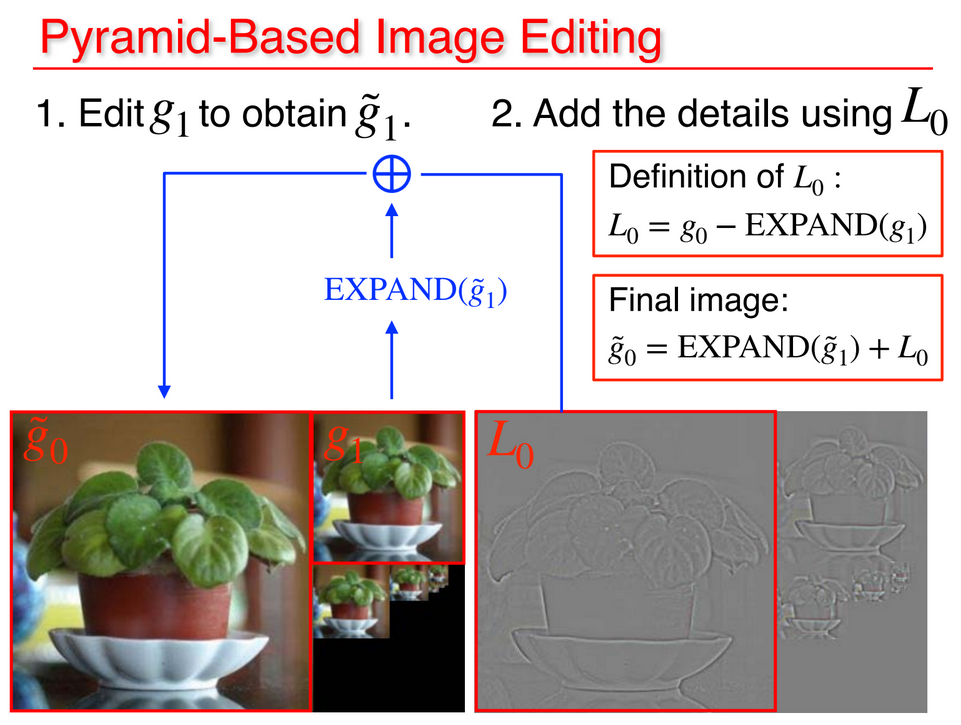 Pyramid-Based Image Editing
1. Edit g₁ to obtain g̃₁.
2. Add the details using L₀
Definition of L₀ :
L₀ = g₀ − EXPAND(g₁)
EXPAND(g̃₁)
Final image:
g̃₀ = EXPAND(g̃₁) + L₀
g̃₀
g₁
L₀